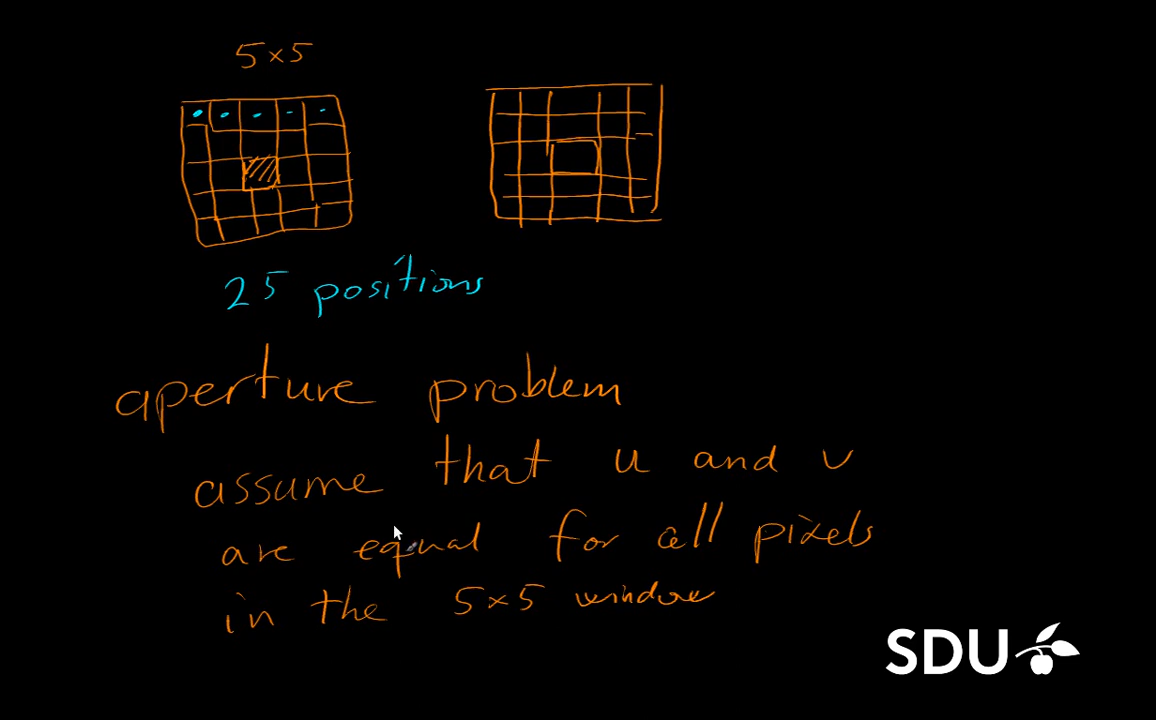 5×5
25 positions
aperture problem
assume that u and v
are equal for all pixels
in the 5×5 window
SDU